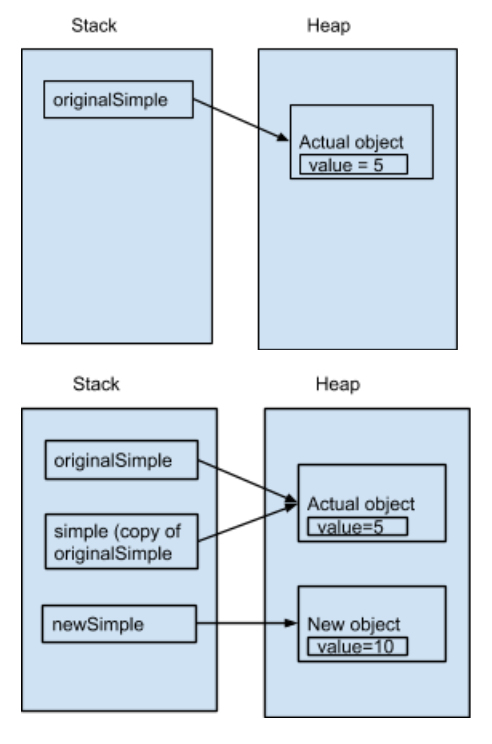 Stack
Heap
originalSimple
Actual object
value = 5
Stack
Heap
originalSimple
Actual object
value=5
simple (copy of
originalSimple
newSimple
New object
value=10